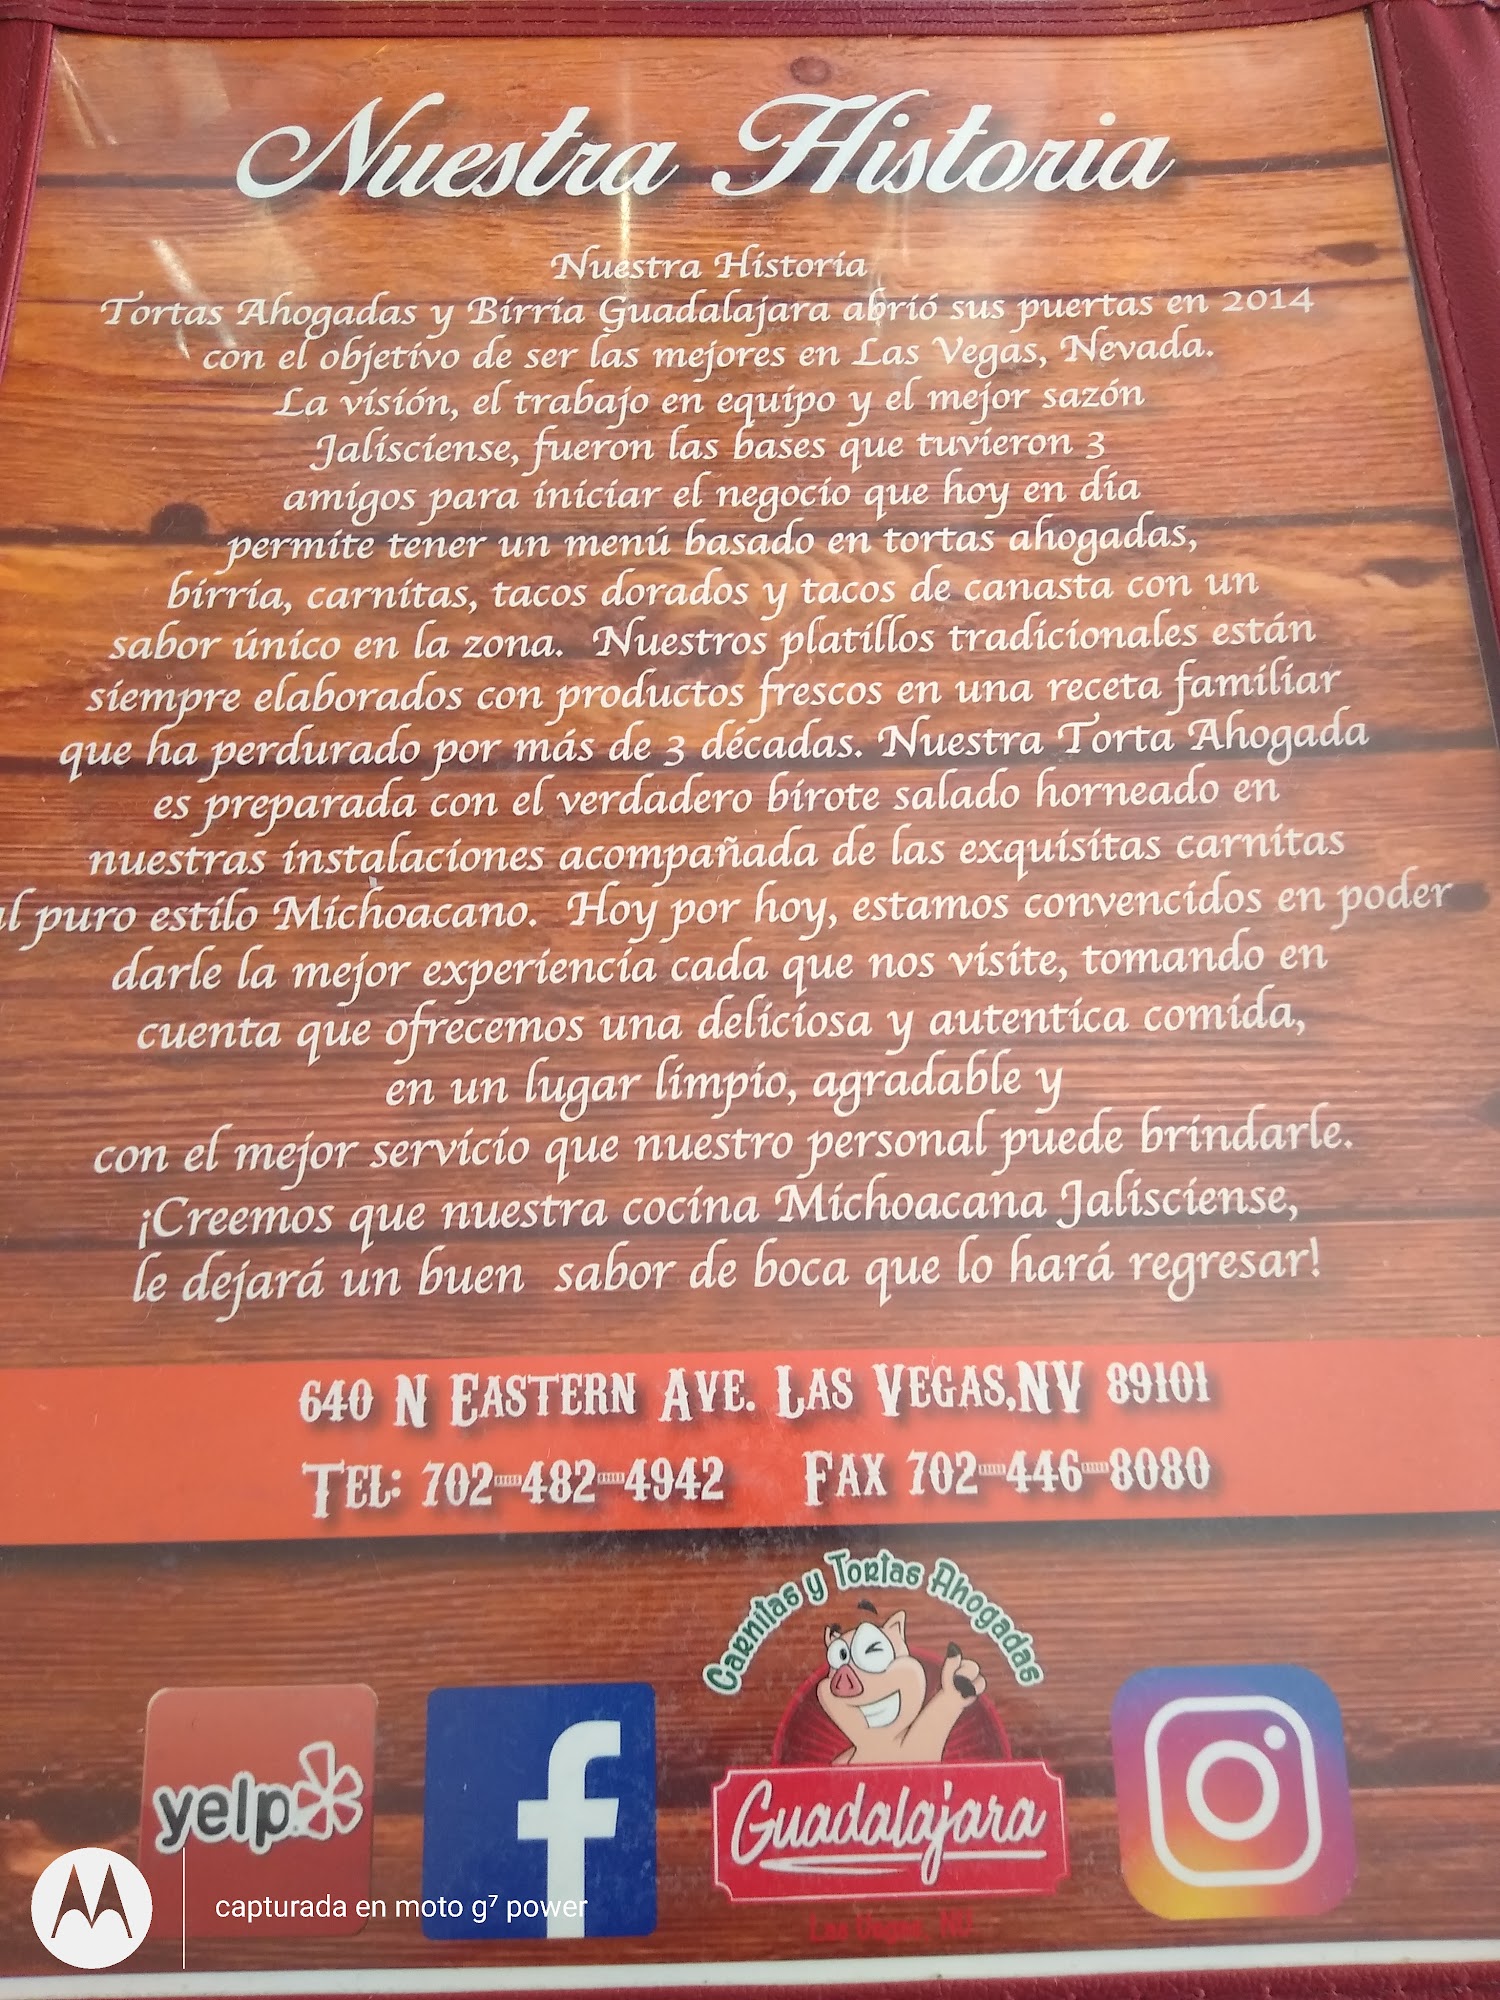 Nuestra Historia
Nuestra Historia
Tortas Ahogadas y Birria Guadalajara abrió sus puertas en 2014
con el objetivo de ser las mejores en Las Vegas, Nevada.
La visión, el trabajo en equipo y el mejor sazón
Jalisciense, fueron las bases que tuvieron 3
amigos para iniciar el negocio que hoy en día
permite tener un menú basado en tortas ahogadas,
birria, carnitas, tacos dorados y tacos de canasta con un
sabor único en la zona. Nuestros platillos tradicionales están
siempre elaborados con productos frescos en una receta familiar
que ha perdurado por más de 3 décadas. Nuestra Torta Ahogada
es preparada con el verdadero birote salado horneado en
nuestras instalaciones acompañada de las exquisitas carnitas
al puro estilo Michoacano. Hoy por hoy, estamos convencidos en poder
darle la mejor experiencia cada que nos visite, tomando en
cuenta que ofrecemos una deliciosa y autentica comida,
en un lugar limpio, agradable y
con el mejor servicio que nuestro personal puede brindarle.
¡Creemos que nuestra cocina Michoacana Jalisciense,
le dejará un buen sabor de boca que lo hará regresar!
640 N Eastern Ave. Las Vegas,NV 89101
Tel: 702-482-4942 Fax 702-446-8080
Carnitas y Tortas Ahogadas
Guadalajara
Las Vegas, NV
yelp
f
capturada en moto g⁷ power